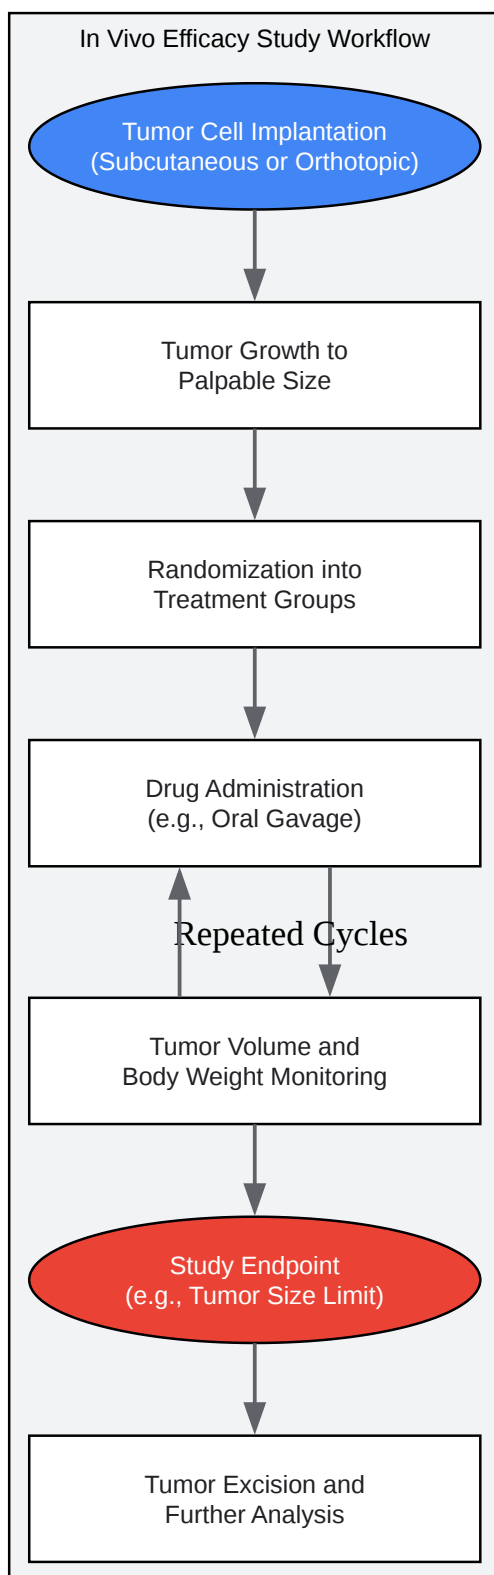 In Vivo Efficacy Study Workflow
Tumor Cell Implantation
(Subcutaneous or Orthotopic)
Tumor Growth to
Palpable Size
Randomization into
Treatment Groups
Drug Administration
(e.g., Oral Gavage)
Repeated Cycles
Tumor Volume and
Body Weight Monitoring
Study Endpoint
(e.g., Tumor Size Limit)
Tumor Excision and
Further Analysis